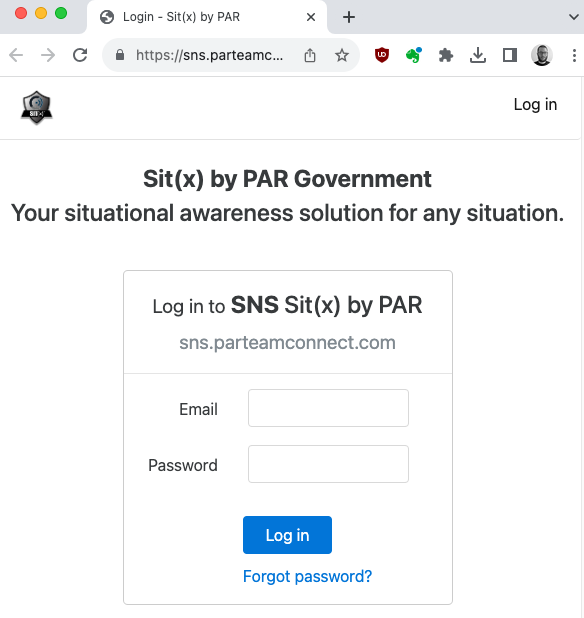 Login - Sit(x) by PAR
https://sns.parteamc...
Log in
Sit(x) by PAR Government
Your situational awareness solution for any situation.
Log in to SNS Sit(x) by PAR
sns.parteamconnect.com
Email
Password
Log in
Forgot password?